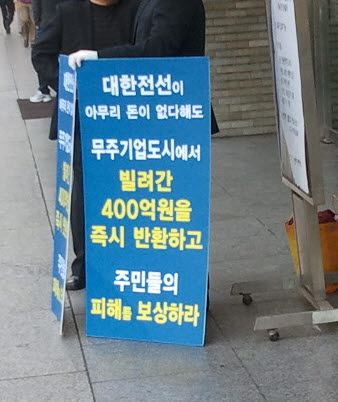 대한전선이
아무리 돈이 없다해도
무주기업도시에서
빌려간
400억원을
즉시 반환하고
주민들의
피해를 보상하라